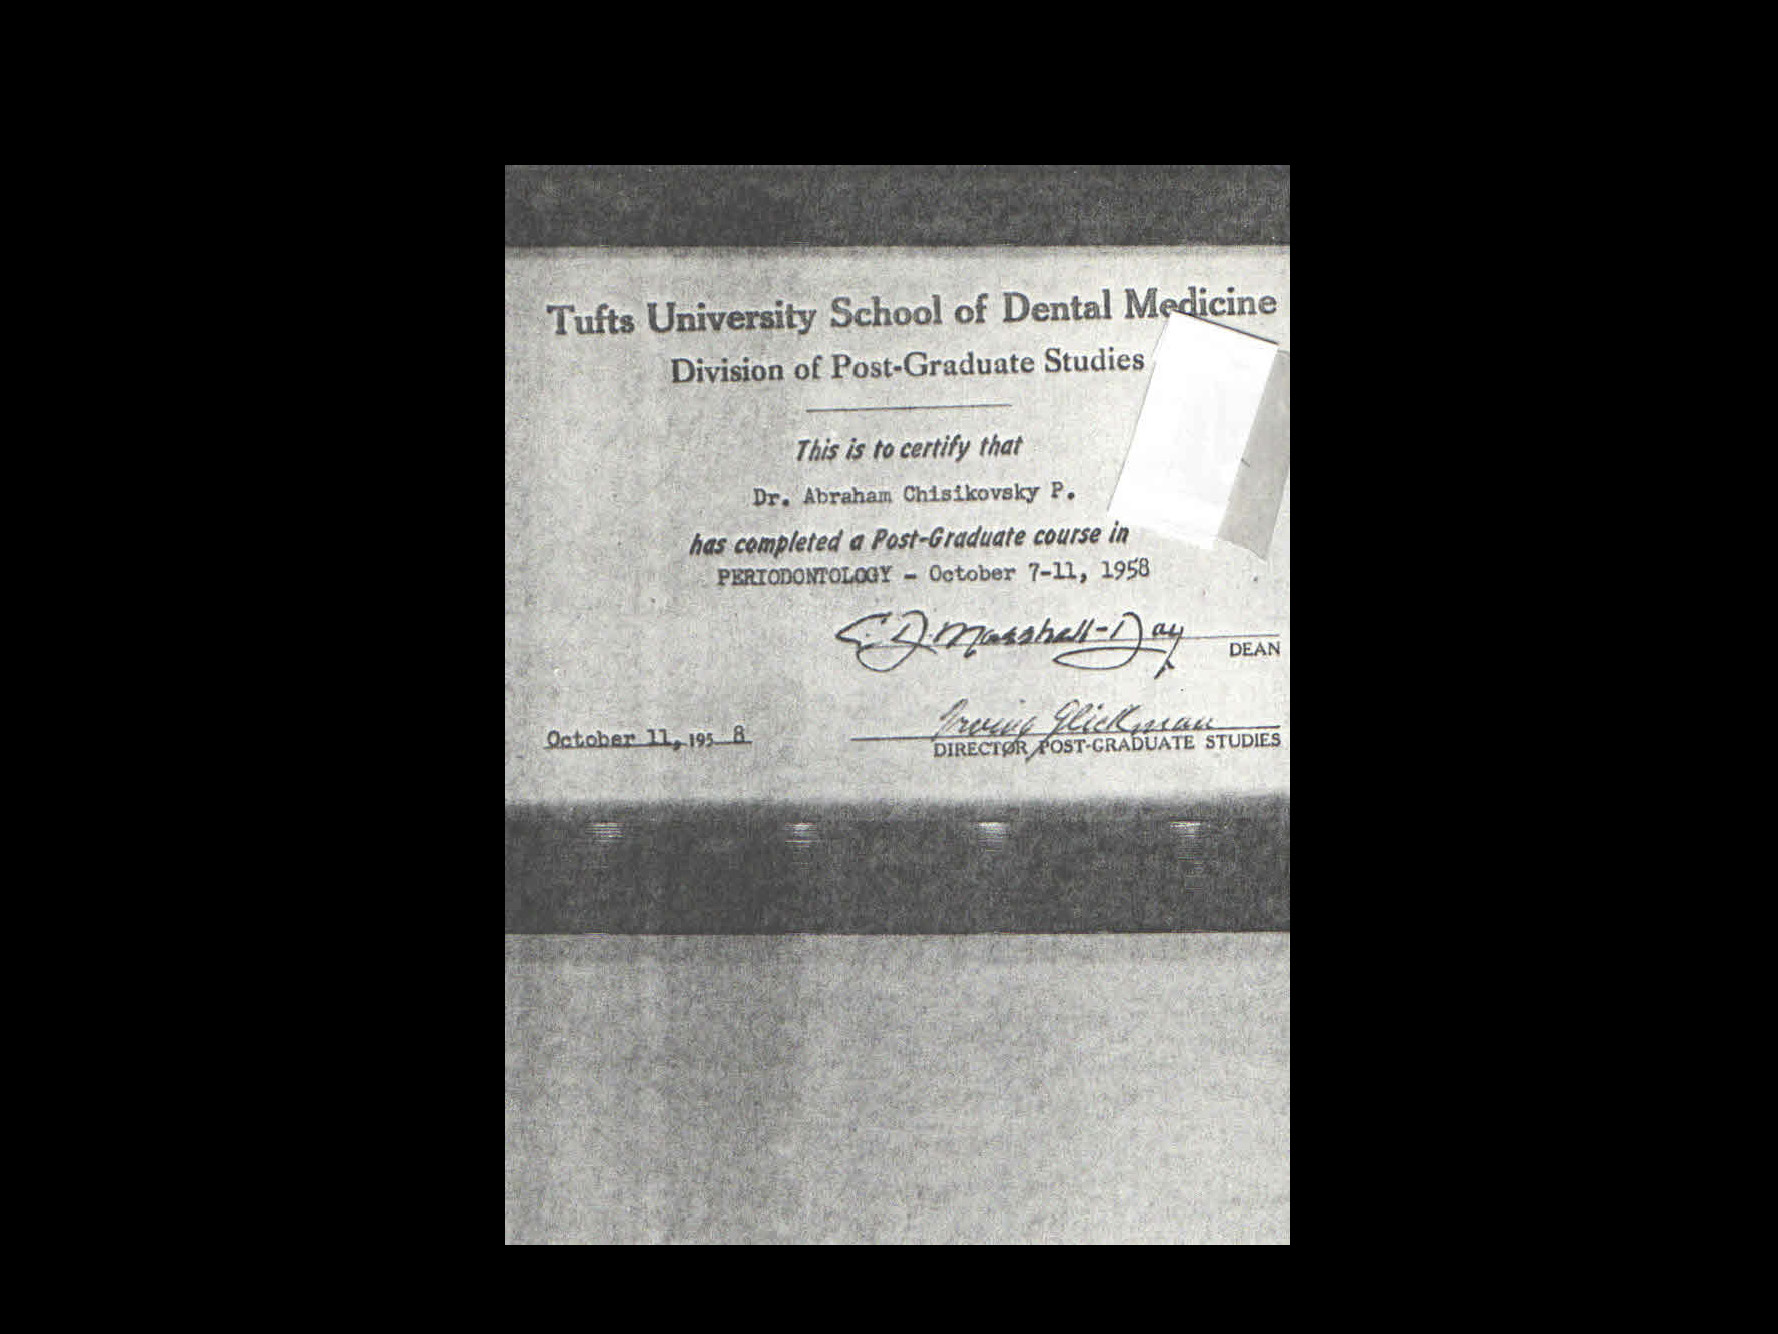 Tufts University School of Dental Medicine
Division of Post-Graduate Studies
This is to certify that
Dr. Abraham Chisikovsky P.
has completed a Post-Graduate course in
PERIODONTOLOGY - October 7-11, 1958
C. D. Marshall-Day
DEAN
Irving Glickman
October 11, 195 8
DIRECTOR POST-GRADUATE STUDIES